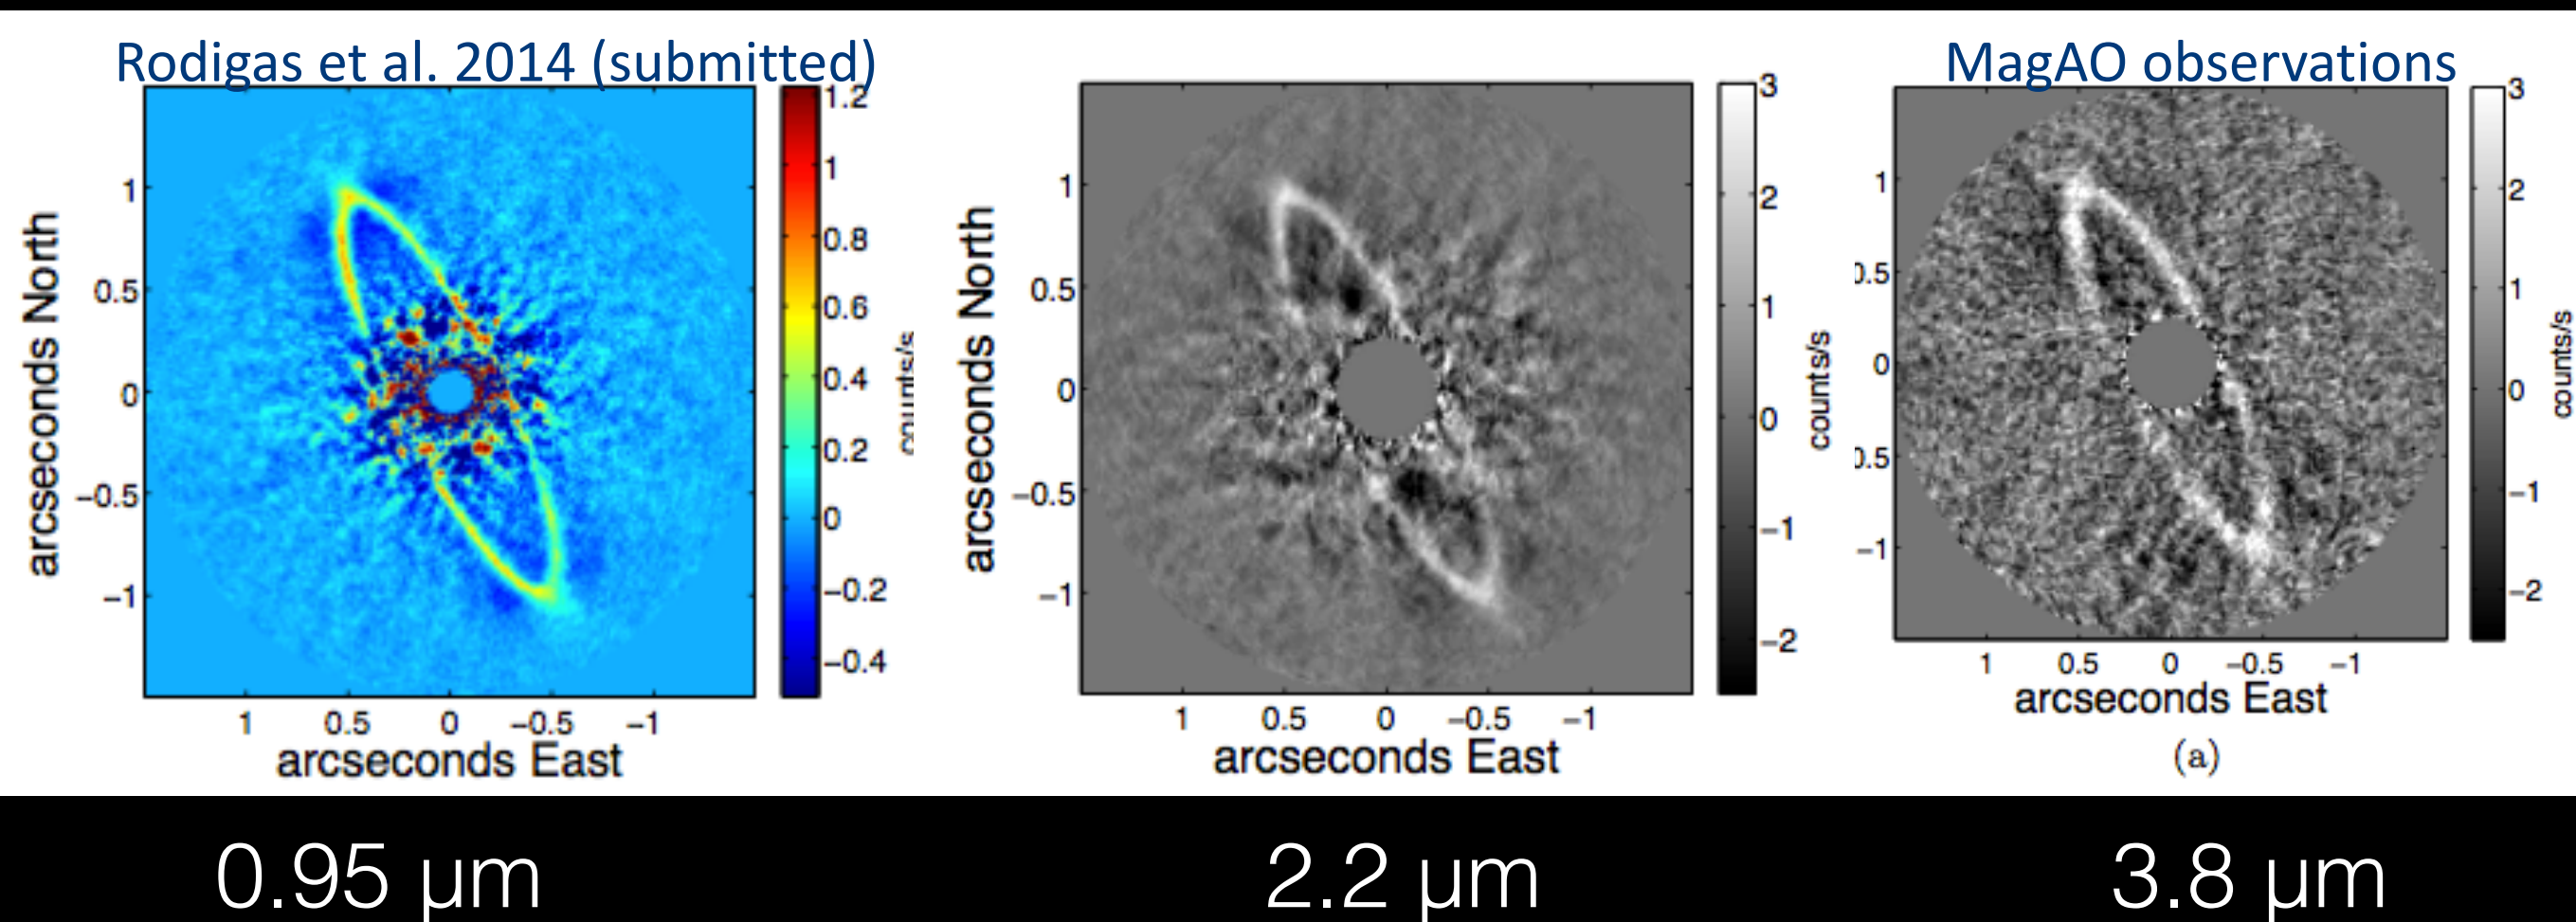 Rodigas et al. 2014 (submitted)
MagAO observations
arcseconds North
1
0.5
0
−0.5
−1
1 0.5 0 −0.5 −1
arcseconds East
1.2
1
0.8
0.6
0.4
0.2
0
−0.2
−0.4
counts/s
arcseconds North
1
0.5
0
−0.5
−1
1 0.5 0 −0.5 −1
arcseconds East
3
2
1
0
−1
−2
counts/s
1
0.5
0
0.5
−1
1 0.5 0 −0.5 −1
arcseconds East
(a)
3
2
1
0
−1
−2
counts/s
0.95 µm
2.2 µm
3.8 µm